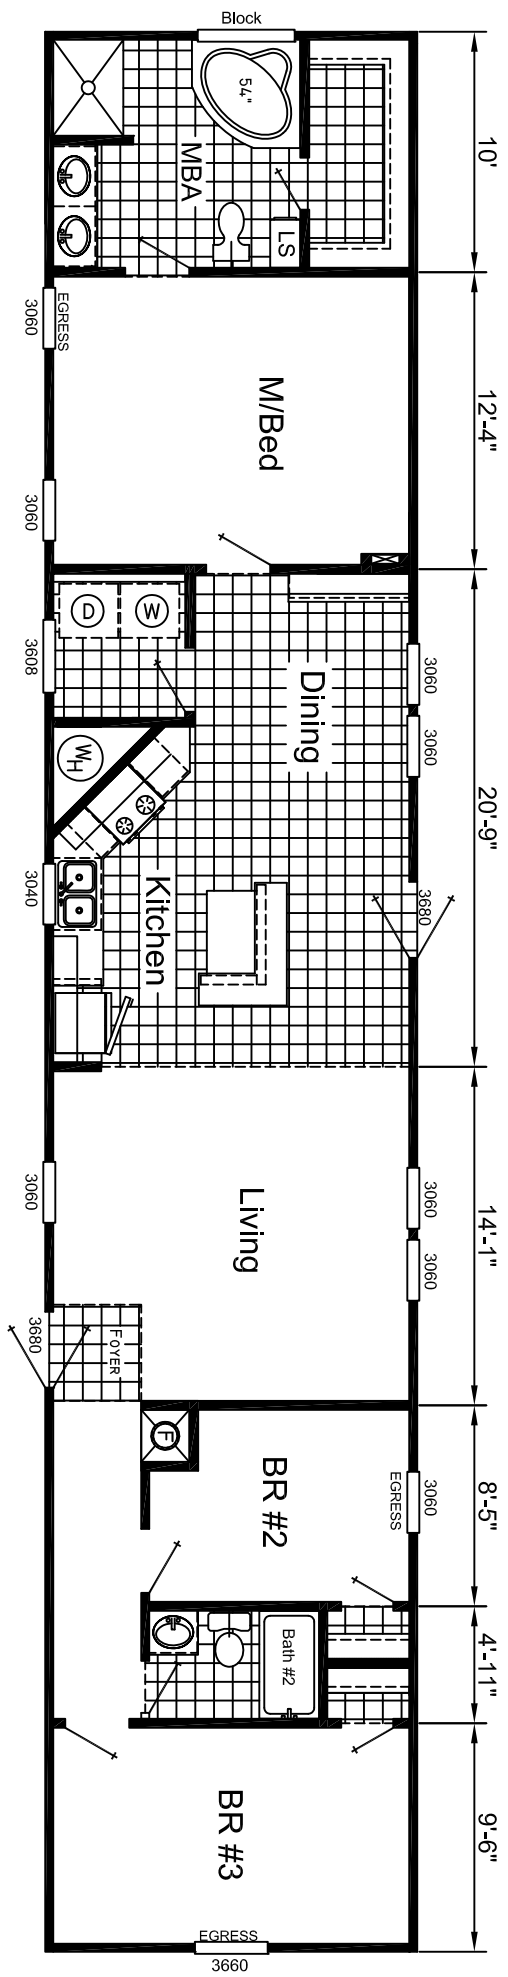 Block
10'
54"
MBA
LS
EGRESS
3060
12'-4"
M/Bed
3060
D
W
3608
3060
Dining
3060
20'-9"
WH
3040
Kitchen
3680
3060
3060
Living
3060
14'-1"
3680
FOYER
F
BR #2
3060
EGRESS
8'-5"
Bath #2
4'-11"
BR #3
9'-6"
EGRESS
3660